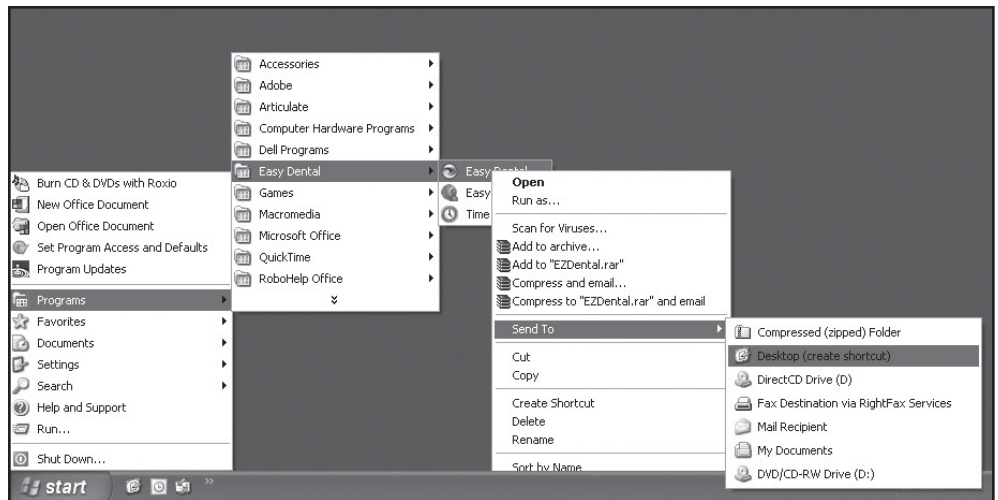 Accessories
Adobe
Articulate
Computer Hardware Programs
Dell Programs
Easy Dental
Games
Macromedia
Microsoft Office
QuickTime
RoboHelp Office
Burn CD & DVDs with Roxio
New Office Document
Open Office Document
Set Program Access and Defaults
Program Updates
Programs
Favorites
Documents
Settings
Search
Help and Support
Run...
Shut Down...
start
Easy Dental
Easy
Time
Open
Run as...
Scan for Viruses...
Add to archive...
Add to "EZDental.rar"
Compress and email...
Compress to "EZDental.rar" and email
Send To
Cut
Copy
Create Shortcut
Delete
Rename
Sort by Name
Compressed (zipped) Folder
Desktop (create shortcut)
DirectCD Drive (D)
Fax Destination via RightFax Services
Mail Recipient
My Documents
DVD/CD-RW Drive (D:)